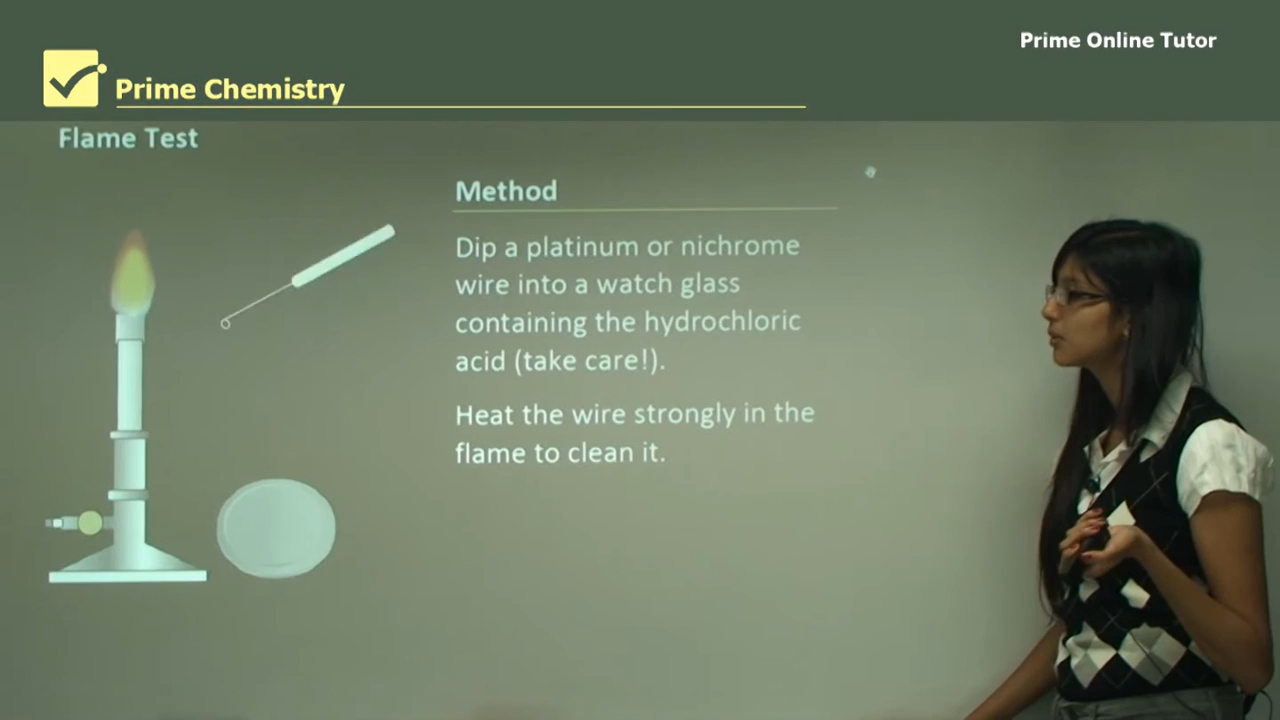 Prime Online Tutor
Prime Chemistry
Flame Test
Method
Dip a platinum or nichrome
wire into a watch glass
containing the hydrochloric
acid (take care!).
Heat the wire strongly in the
flame to clean it.